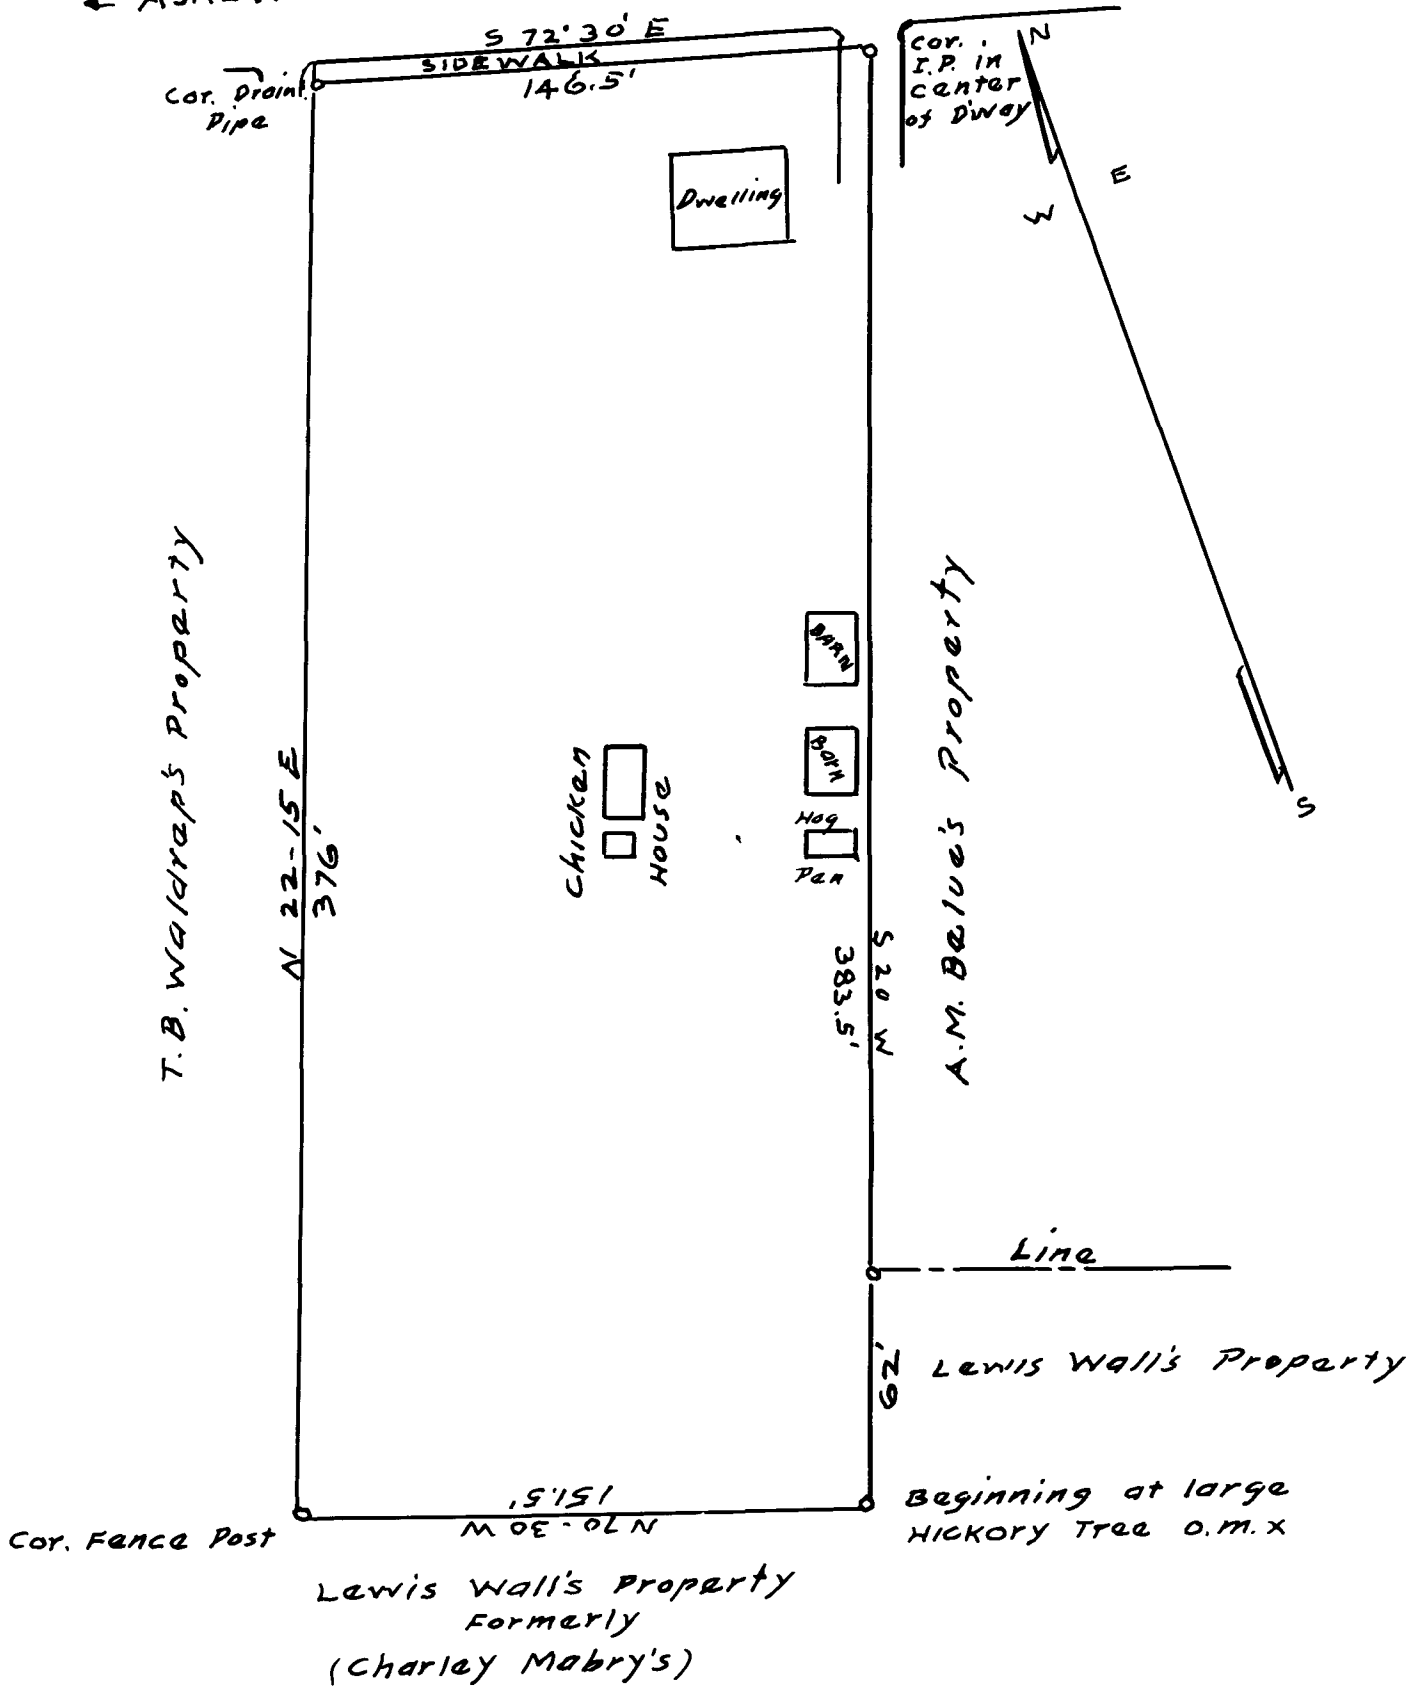 S 72° 30' E
SIDEWALK
146.5'
Cor. Drain
Pipe
Cor.
I.P. in
center
of D'way
N
E
W
S
Dwelling
T. B. Waldrap's Property
N 22-15 E
376'
Chicken
House
BARN
Barn
Hog
Pen
S 20 W
383.5'
A.M. Belue's Property
Line
Lewis Wall's Property
Beginning at large
HICKORY Tree O.M.X
151.5'
N 70-30 W
Cor. Fence Post
Lewis Wall's Property
Formerly
(Charley Mabry's)